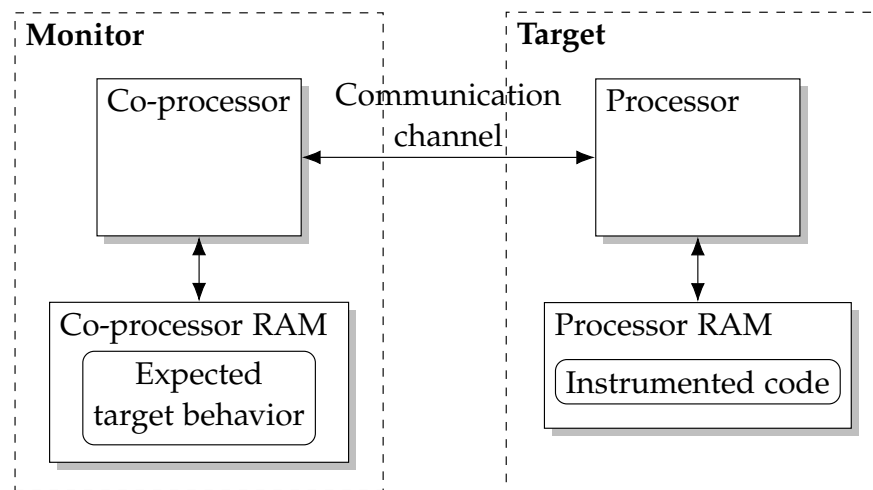 Monitor
Co-processor
Co-processor RAM
Expected
target behavior
Communication
channel
Target
Processor
Processor RAM
Instrumented code